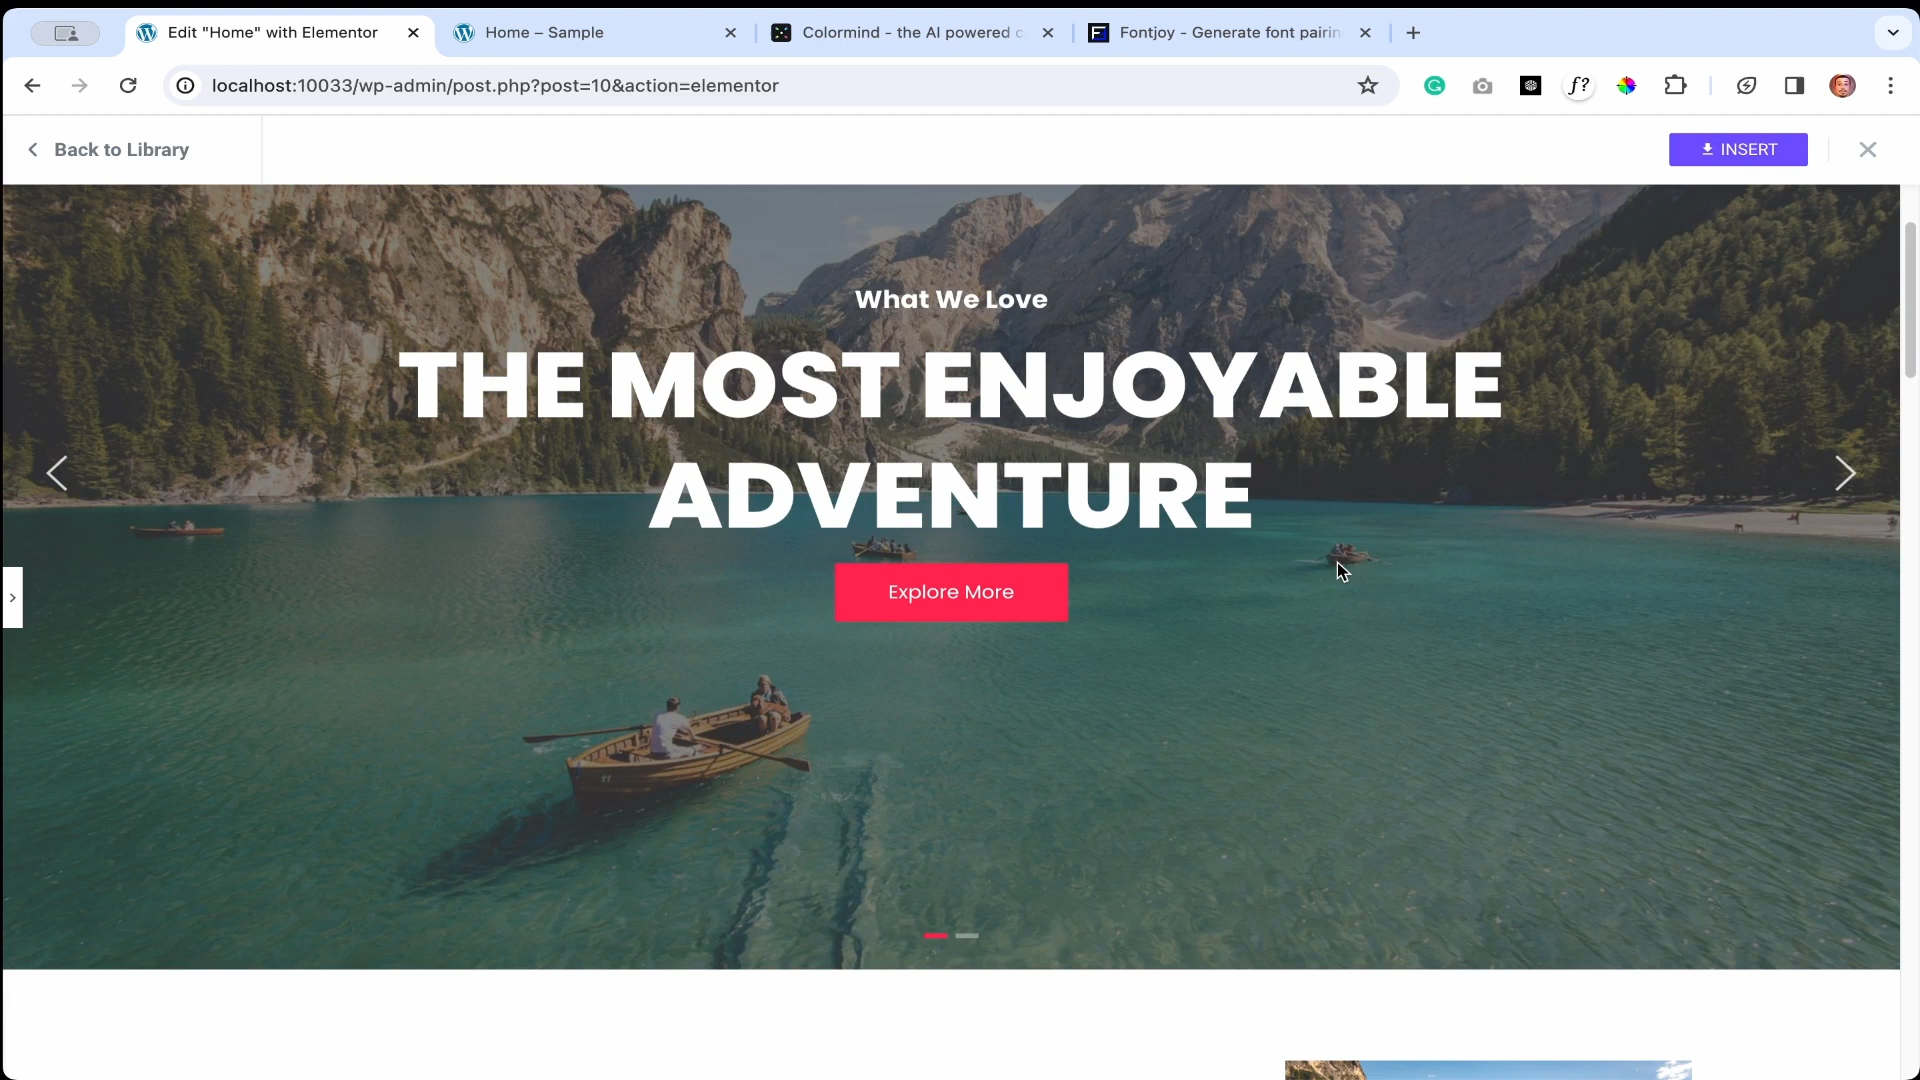 Edit "Home" with Elementor
Home – Sample
Colormind - the AI powered c
Fontjoy - Generate font pairin
localhost:10033/wp-admin/post.php?post=10&action=elementor
f?
Back to Library
INSERT
What We Love
THE MOST ENJOYABLE
ADVENTURE
Explore More